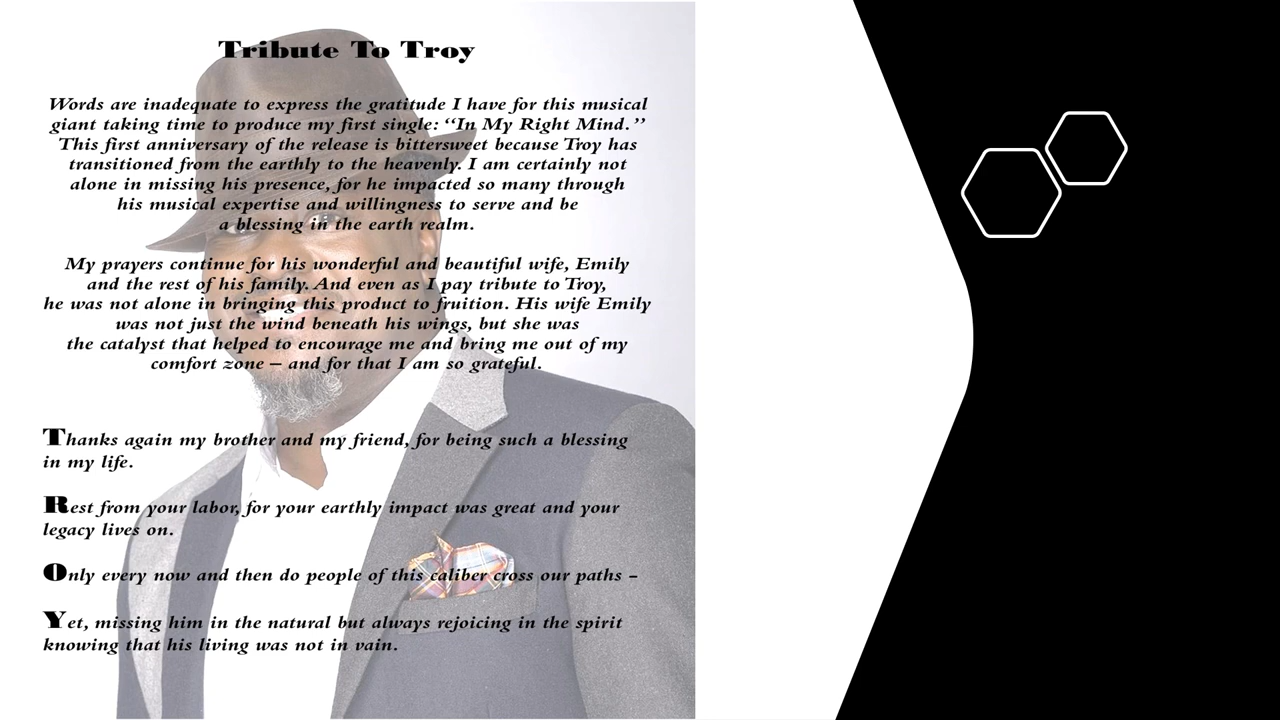 Tribute To Troy
Words are inadequate to express the gratitude I have for this musical
giant taking time to produce my first single: “In My Right Mind.”
This first anniversary of the release is bittersweet because Troy has
transitioned from the earthly to the heavenly. I am certainly not
alone in missing his presence, for he impacted so many through
his musical expertise and willingness to serve and be
a blessing in the earth realm.
My prayers continue for his wonderful and beautiful wife, Emily
and the rest of his family. And even as I pay tribute to Troy,
he was not alone in bringing this product to fruition. His wife Emily
was not just the wind beneath his wings, but she was
the catalyst that helped to encourage me and bring me out of my
comfort zone – and for that I am so grateful.
Thanks again my brother and my friend, for being such a blessing
in my life.
Rest from your labor, for your earthly impact was great and your
legacy lives on.
Only every now and then do people of this caliber cross our paths –
Yet, missing him in the natural but always rejoicing in the spirit
knowing that his living was not in vain.